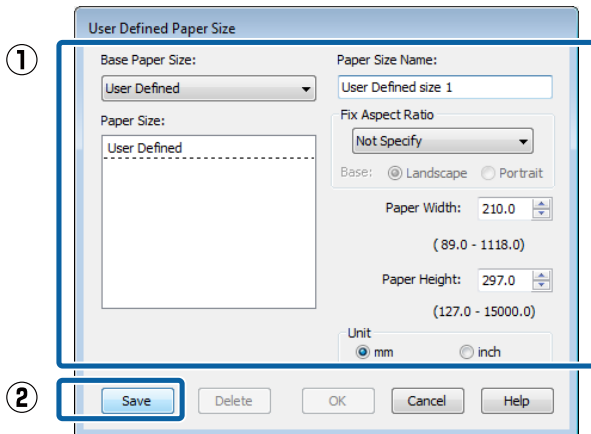 User Defined Paper Size
①
Base Paper Size:
User Defined
Paper Size:
User Defined
Paper Size Name:
User Defined size 1
Fix Aspect Ratio
Not Specify
Base: Landscape Portrait
Paper Width: 210.0
( 89.0 - 1118.0)
Paper Height: 297.0
(127.0 - 15000.0)
Unit
mm inch
②
Save Delete OK Cancel Help